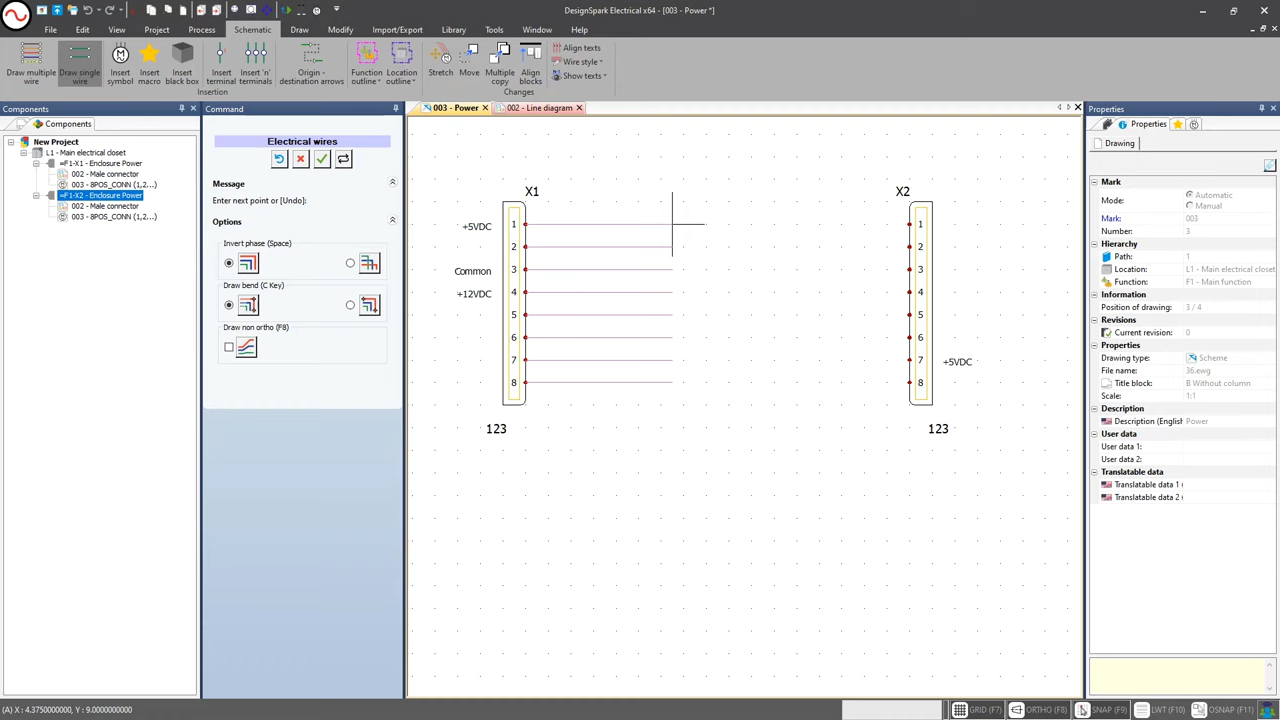 DesignSpark Electrical x64 - [003 - Power *]
File Edit View Project Process Schematic Draw Modify Import/Export Library Tools Window Help
Draw multiple wire
Draw single wire
Insert symbol
Insert macro
Insert black box
Insert terminal
Insert 'n' terminals
Origin - destination arrows
Function outline
Location outline
Stretch
Move
Multiple copy
Align blocks
Align texts
Wire style
Show texts
Insertion
Changes
Components
Components
New Project
L1 - Main electrical closet
=F1-X1 - Enclosure Power
002 - Male connector
003 - 8POS_CONN (1,2...)
=F1-X2 - Enclosure Power
002 - Male connector
003 - 8POS_CONN (1,2...)
Command
Electrical wires
Message
Enter next point or [Undo]:
Options
Invert phase (Space)
Draw bend (C Key)
Draw non ortho (F8)
003 - Power
002 - Line diagram
X1
X2
+5VDC 1
2
Common 3
+12VDC 4
5
6
7
8
123
1
2
3
4
5
6
7 +5VDC
8
123
Properties
Properties
Drawing
Mark
Automatic
Manual
Mark: 003
Number: 3
Hierarchy
Path: 1
Location: L1 - Main electrical closet
Function: F1 - Main function
Information
Position of drawing: 3 / 4
Revisions
Current revision: 0
Properties
Drawing type: Scheme
File name: 36.ewg
Title block: B Without column
Scale: 1:1
Description
Description (English Power
User data
User data 1:
User data 2:
Translatable data
Translatable data 1 (
Translatable data 2 (
(A) X : 4.3750000000, Y : 9.0000000000
GRID (F7) ORTHO (F8) SNAP (F9) LWT (F10) OSNAP (F11)